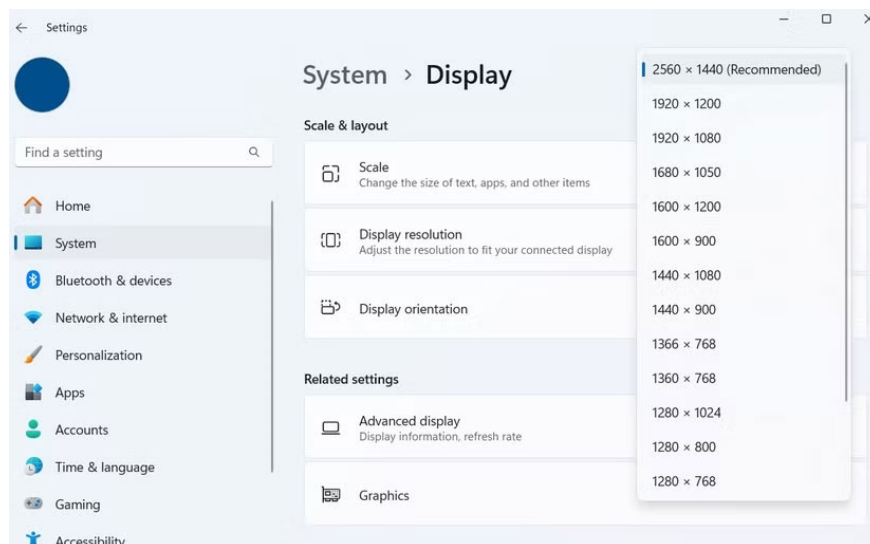 Settings
System > Display
Find a setting
Home
System
Bluetooth & devices
Network & internet
Personalization
Apps
Accounts
Time & language
Gaming
Accessibility
Scale & layout
Scale
Change the size of text, apps, and other items
Display resolution
Adjust the resolution to fit your connected display
Display orientation
Related settings
Advanced display
Display information, refresh rate
Graphics
2560 × 1440 (Recommended)
1920 × 1200
1920 × 1080
1680 × 1050
1600 × 1200
1600 × 900
1440 × 1080
1440 × 900
1366 × 768
1360 × 768
1280 × 1024
1280 × 800
1280 × 768